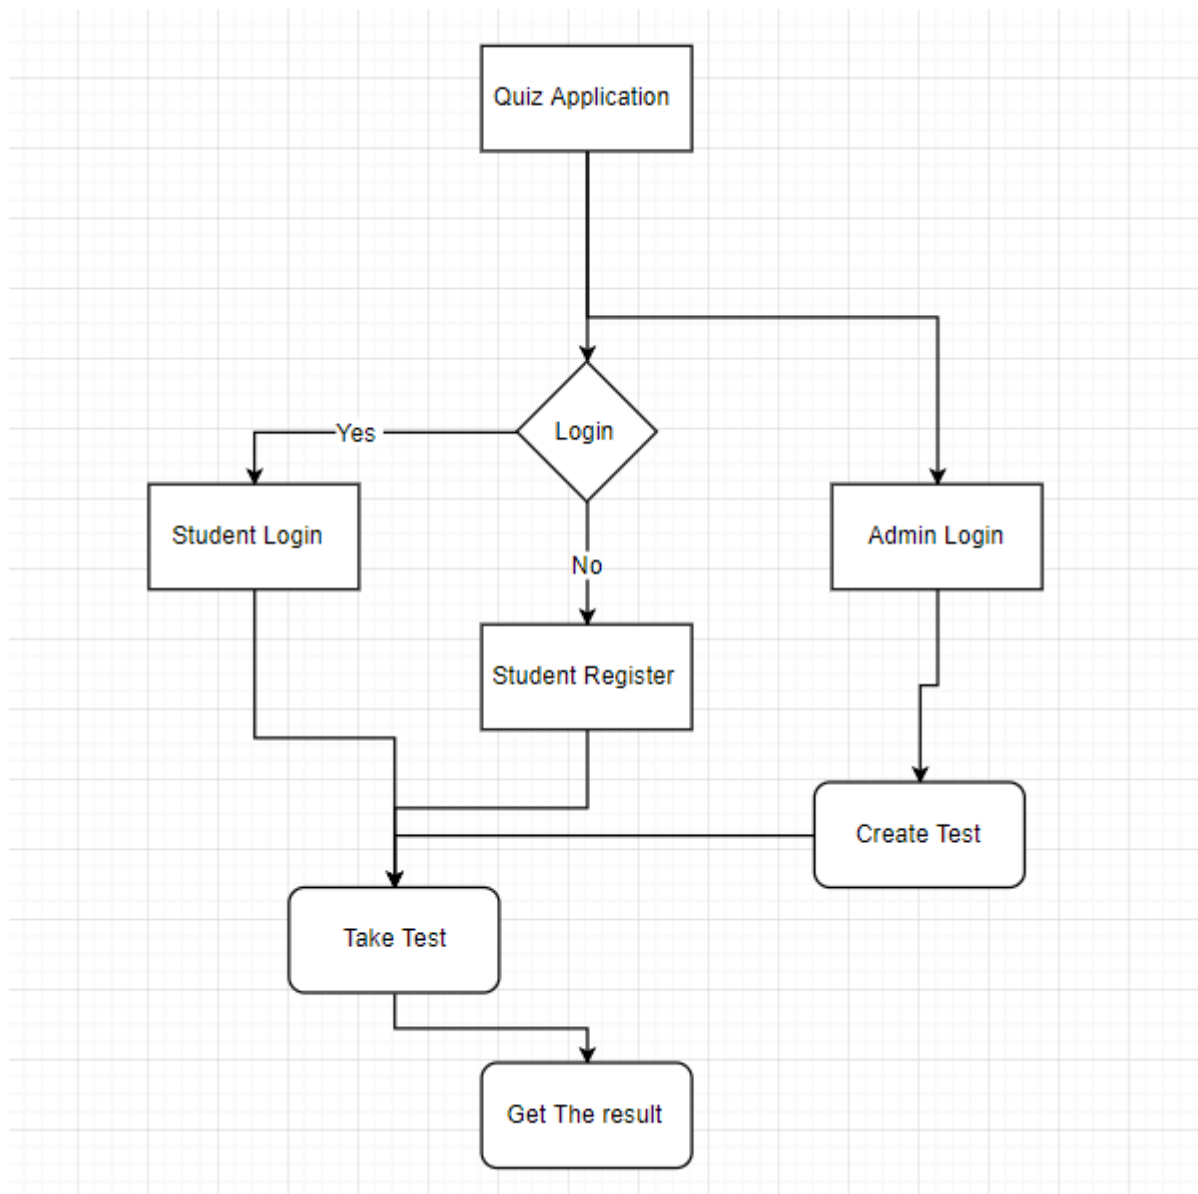 Quiz Application
Login
Yes
Student Login
Admin Login
No
Student Register
Create Test
Take Test
Get The result